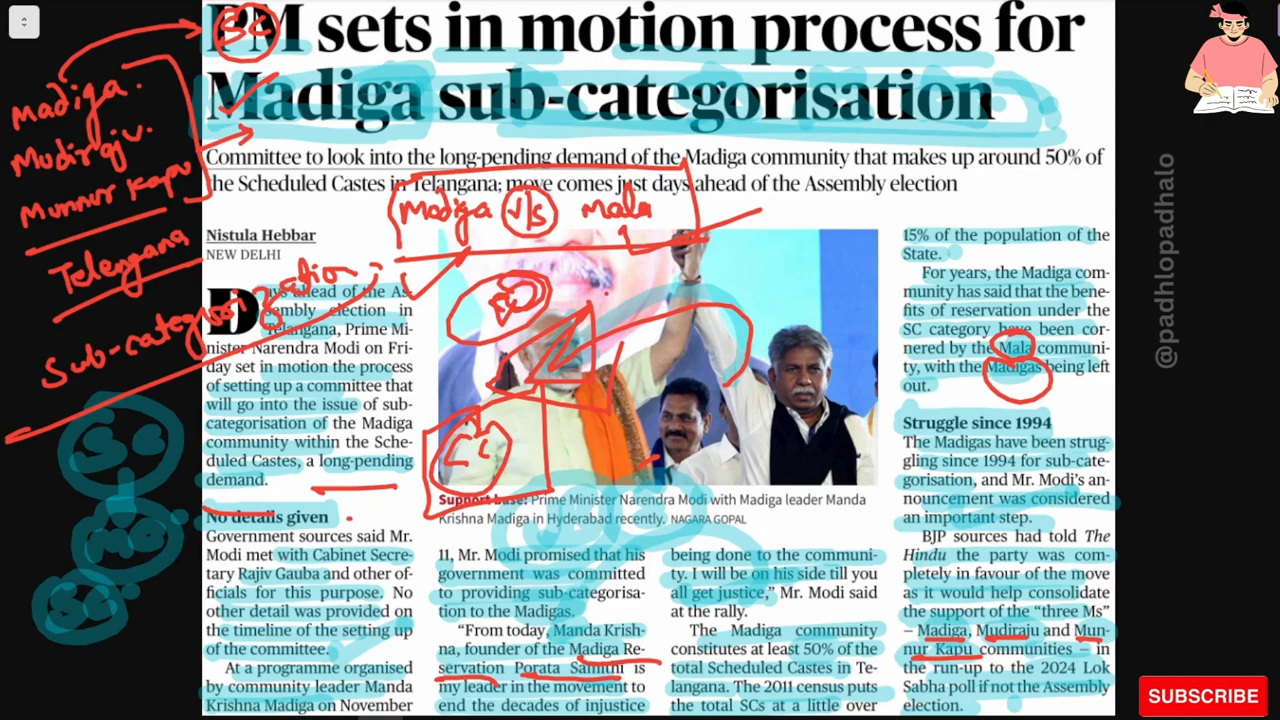 PM sets in motion process for
Madiga sub-categorisation
Committee to look into the long-pending demand of the Madiga community that makes up around 50% of
the Scheduled Castes in Telangana; move comes just days ahead of the Assembly election
SC
Madiga.
Mudiraju.
Munnur Kapu
Telengana
Sub-categorization
Madiga v/s Mala
Nistula Hebbar
NEW DELHI
Days ahead of the As-
sembly election in
Telangana, Prime Mi-
nister Narendra Modi on Fri-
day set in motion the process
of setting up a committee that
will go into the issue of sub-
categorisation of the Madiga
community within the Sche-
duled Castes, a long-pending
demand.
No details given
Government sources said Mr.
Modi met with Cabinet Secre-
tary Rajiv Gauba and other of-
ficials for this purpose. No
other detail was provided on
the timeline of the setting up
of the committee.
At a programme organised
by community leader Manda
Krishna Madiga on November
Support base: Prime Minister Narendra Modi with Madiga leader Manda
Krishna Madiga in Hyderabad recently. NAGARA GOPAL
11, Mr. Modi promised that his
government was committed
to providing sub-categorisa-
tion to the Madigas.
"From today, Manda Krish-
na, founder of the Madiga Re-
servation Porata Samithi is
my leader in the movement to
end the decades of injustice
being done to the communi-
ty. I will be on his side till you
all get justice," Mr. Modi said
at the rally.
The Madiga community
constitutes at least 50% of the
total Scheduled Castes in Te-
langana. The 2011 census puts
the total SCs at a little over
15% of the population of the
State.
For years, the Madiga com-
munity has said that the bene-
fits of reservation under the
SC category have been cor-
nered by the Mala communi-
ty, with the Madigas being left
out.
Struggle since 1994
The Madigas have been strug-
gling since 1994 for sub-cate-
gorisation, and Mr. Modi's an-
nouncement was considered
an important step.
BJP sources had told The
Hindu the party was com-
pletely in favour of the move
as it would help consolidate
the support of the "three Ms"
– Madiga, Mudiraju and Mun-
nur Kapu communities – in
the run-up to the 2024 Lok
Sabha poll if not the Assembly
election.
@padhlopadhalo
SUBSCRIBE